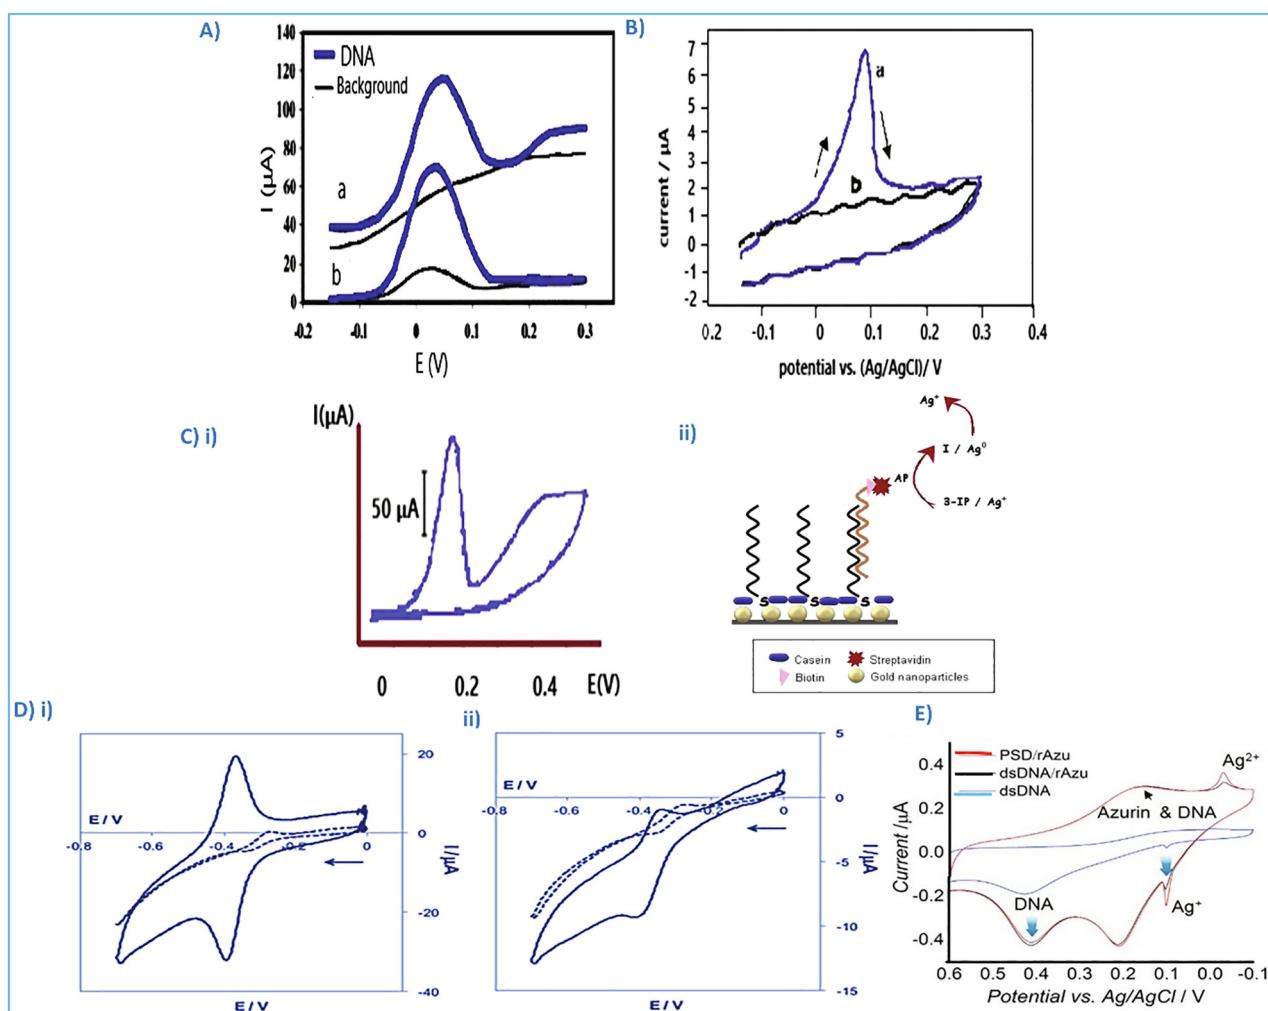 A)
140
120
100
80
60
40
20
0
I (μA)
DNA
Background
a
b
-0.2
-0.1
0
0.1
0.2
0.3
E (V)
B)
7
6
5
4
3
2
1
0
-1
-2
current / μA
a
b
0.2
-0.1
0
0.1
0.2
0.3
0.4
potential vs. (Ag/AgCl)/ V
C) i)
I(μA)
50 μA
0
0.2
0.4
E(V)
ii)
Ag⁺
I / Ag⁰
AP
3-IP / Ag⁺
S
S
S
Casein
Streptavidin
Biotin
Gold nanoparticles
D) i)
20
0
-20
-40
E / V
-0.8
-0.6
-0.4
-0.2
0
I/μA
E / V
ii)
5
0
-5
-10
-15
E / V
-0.8
-0.6
-0.4
-0.2
0
I/μA
E / V
E)
0.4
0.2
0.0
-0.2
-0.4
Current /μA
PSD/rAzu
dsDNA/rAzu
dsDNA
Ag²⁺
Azurin & DNA
DNA
Ag⁺
0.6
0.5
0.4
0.3
0.2
0.1
0.0
-0.1
Potential vs. Ag/AgCl / V